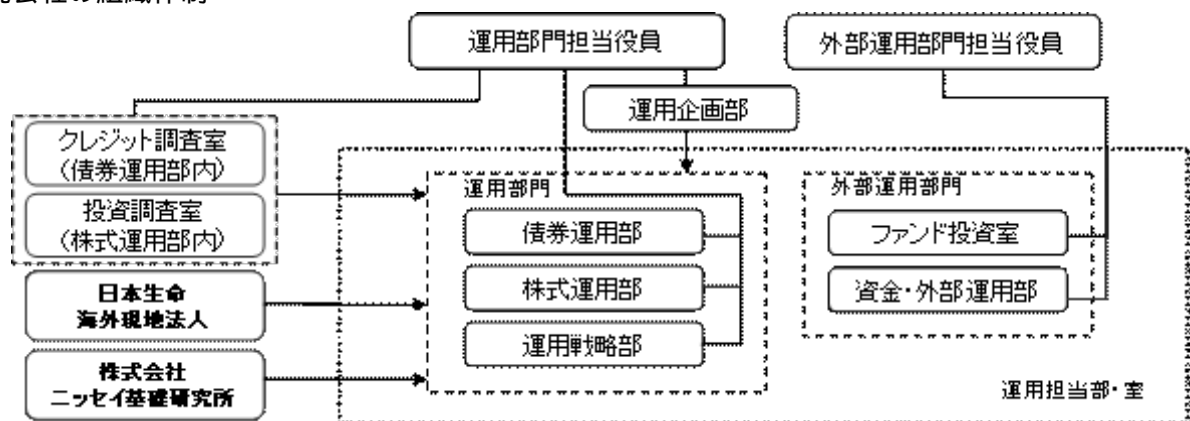 運用部門担当役員
外部運用部門担当役員
運用企画部
クレジット調査室
（債券運用部内）
投資調査室
（株式運用部内）
日本生命
海外現地法人
株式会社
ニッセイ基礎研究所
運用部門
債券運用部
株式運用部
運用戦略部
外部運用部門
ファンド投資室
資金・外部運用部
運用担当部・室